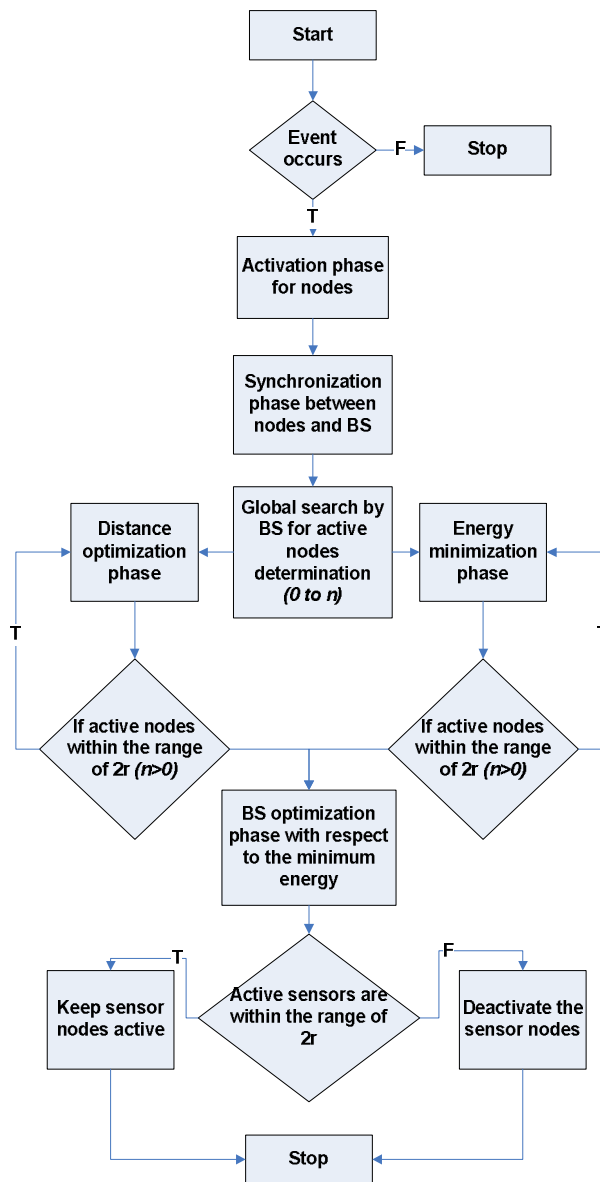 Start
Event
occurs
F
Stop
T
Activation phase
for nodes
Synchronization
phase between
nodes and BS
Distance
optimization
phase
Global search by
BS for active
nodes
determination
(0 to n)
Energy
minimization
phase
T
T
If active nodes
within the range
of 2r (n>0)
If active nodes
within the range
of 2r (n>0)
BS optimization
phase with respect
to the minimum
energy
T
F
Keep sensor
nodes active
Active sensors are
within the range of
2r
Deactivate the
sensor nodes
Stop